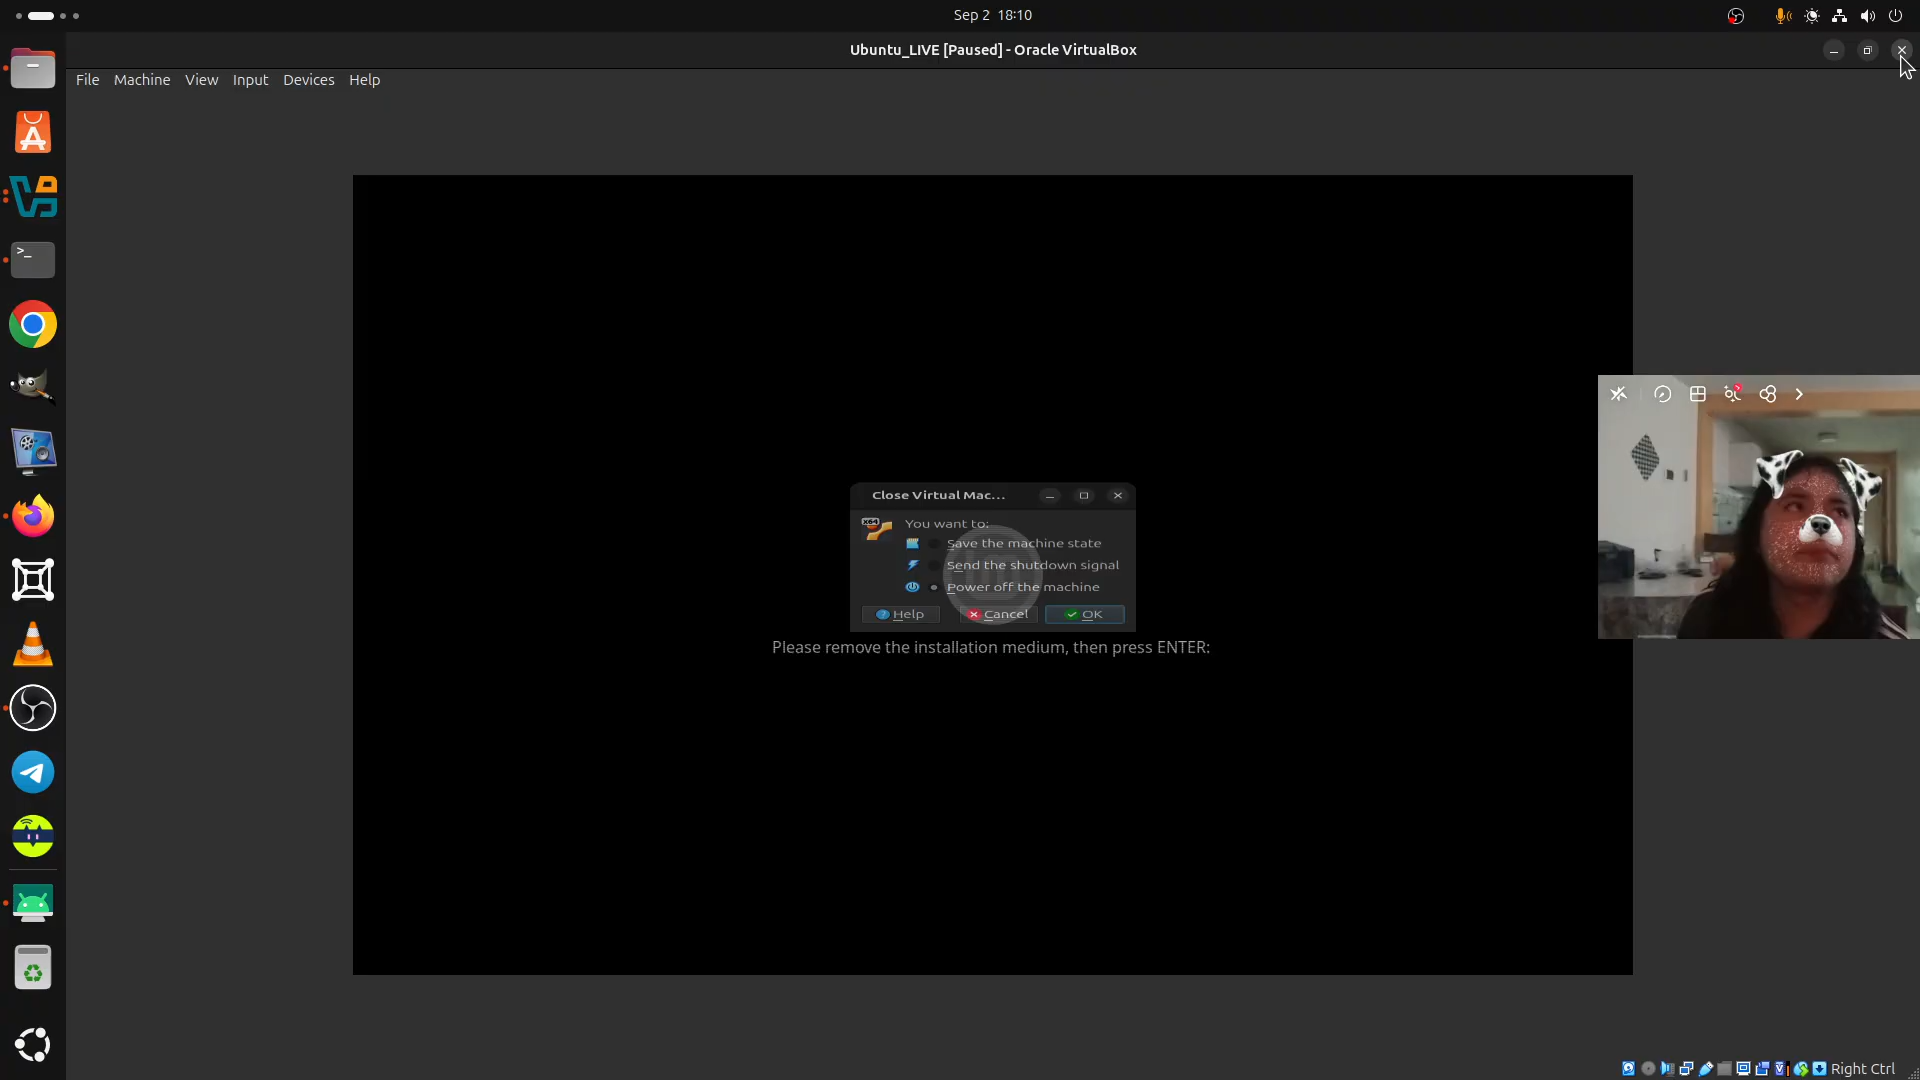 Sep 2 18:10
Ubuntu_LIVE [Paused] - Oracle VirtualBox
File Machine View Input Devices Help
Close Virtual Mac...
You want to:
Save the machine state
Send the shutdown signal
Power off the machine
Help Cancel OK
Please remove the installation medium, then press ENTER:
Right Ctrl